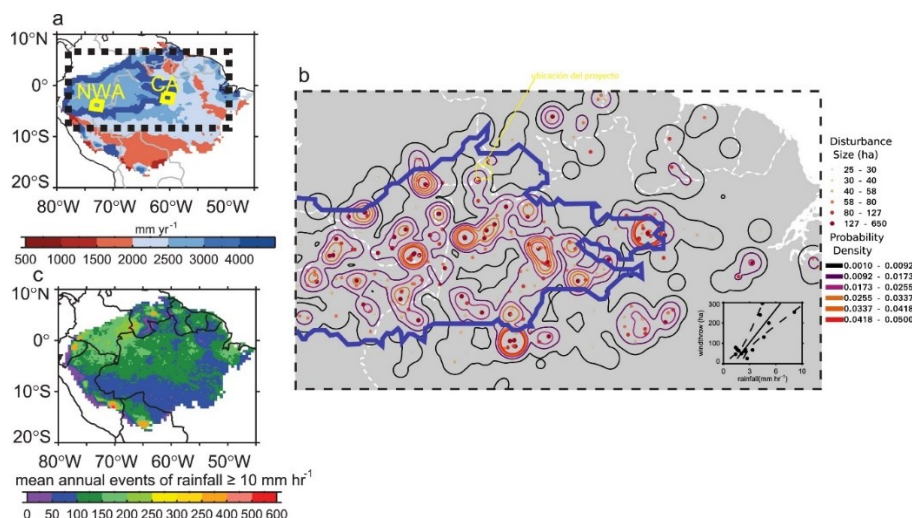 a
10°N
0°
10°S
20°S
NWA
CA
80°W 70°W 60°W 50°W
mm yr⁻¹
500 1000 1500 2000 2500 3000 4000
c
10°N
0°
10°S
20°S
80°W 70°W 60°W 50°W
mean annual events of rainfall ≥ 10 mm hr⁻¹
0 50 100 150 200 250 300 350 400 450 500 600
b
ubicación del proyecto
Disturbance
Size (ha)
25 - 30
30 - 40
40 - 58
58 - 80
80 - 127
127 - 650
Probability
Density
0.0010 - 0.0092
0.0092 - 0.0173
0.0173 - 0.0255
0.0255 - 0.0337
0.0337 - 0.0418
0.0418 - 0.0500
windthrow (ha)
300
200
100
0
0 3 6 10
rainfall(mm hr⁻¹)